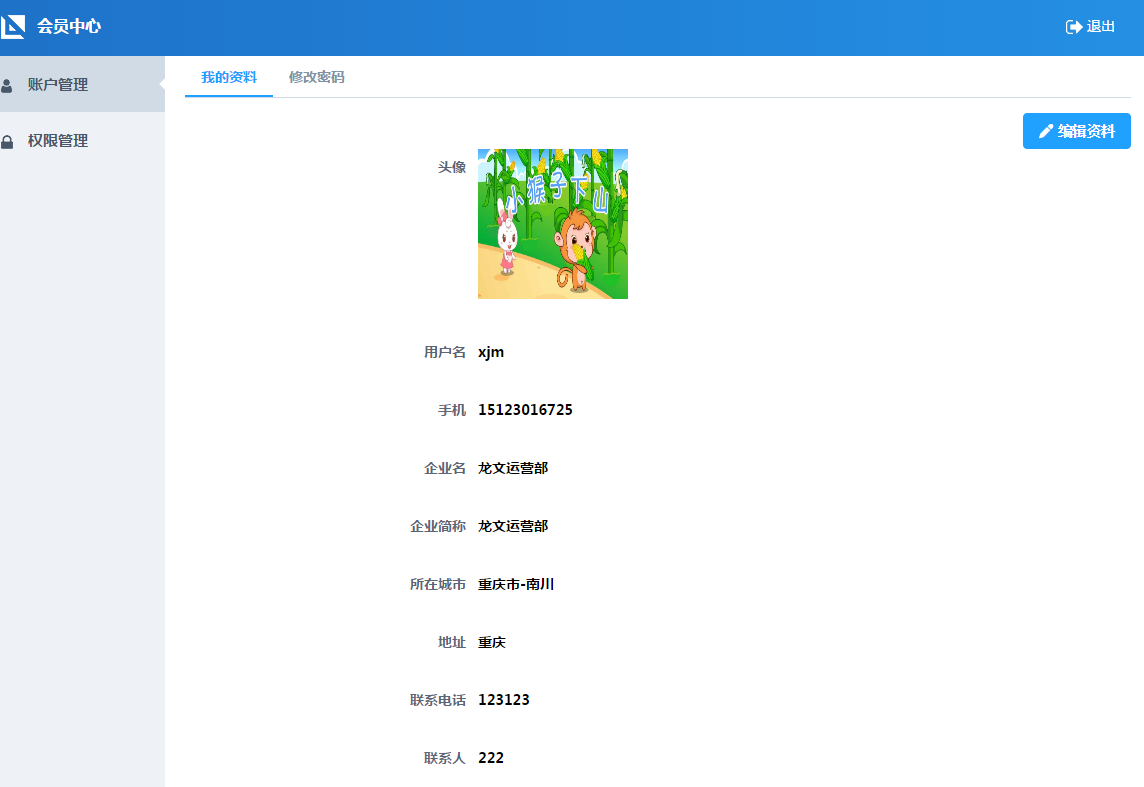 会员中心
退出
账户管理
权限管理
我的资料 修改密码
编辑资料
头像
小猴子下山
用户名 xjm
手机 15123016725
企业名 龙文运营部
企业简称 龙文运营部
所在城市 重庆市-南川
地址 重庆
联系电话 123123
联系人 222